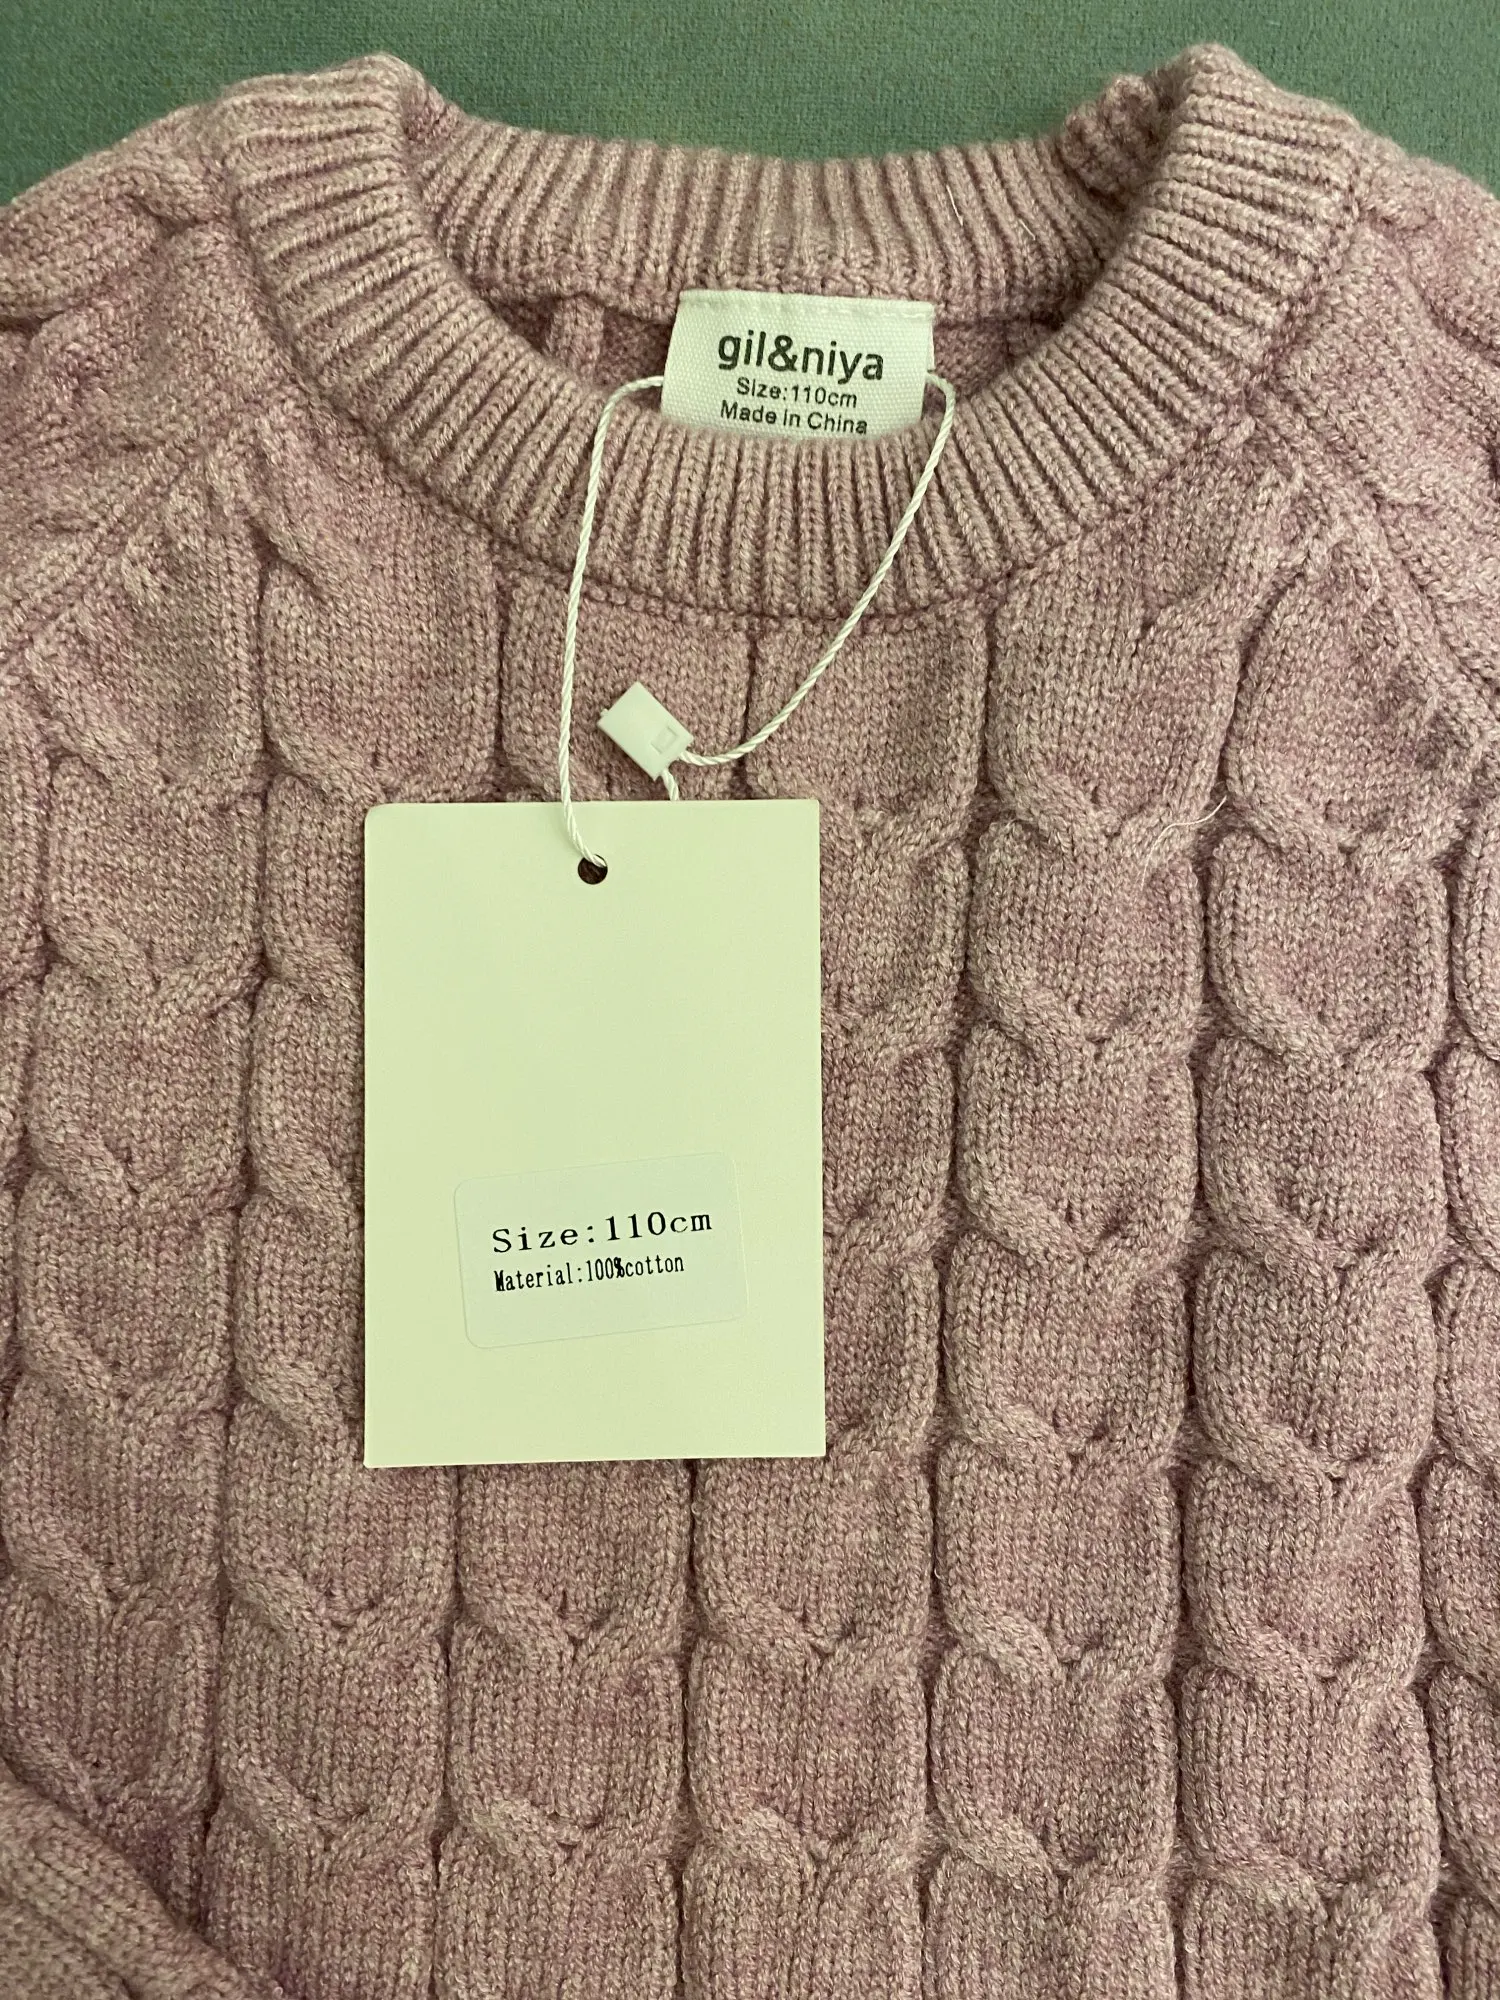 gil&niya
Size:110cm
Made in China
Size:110cm
Material:100%cotton